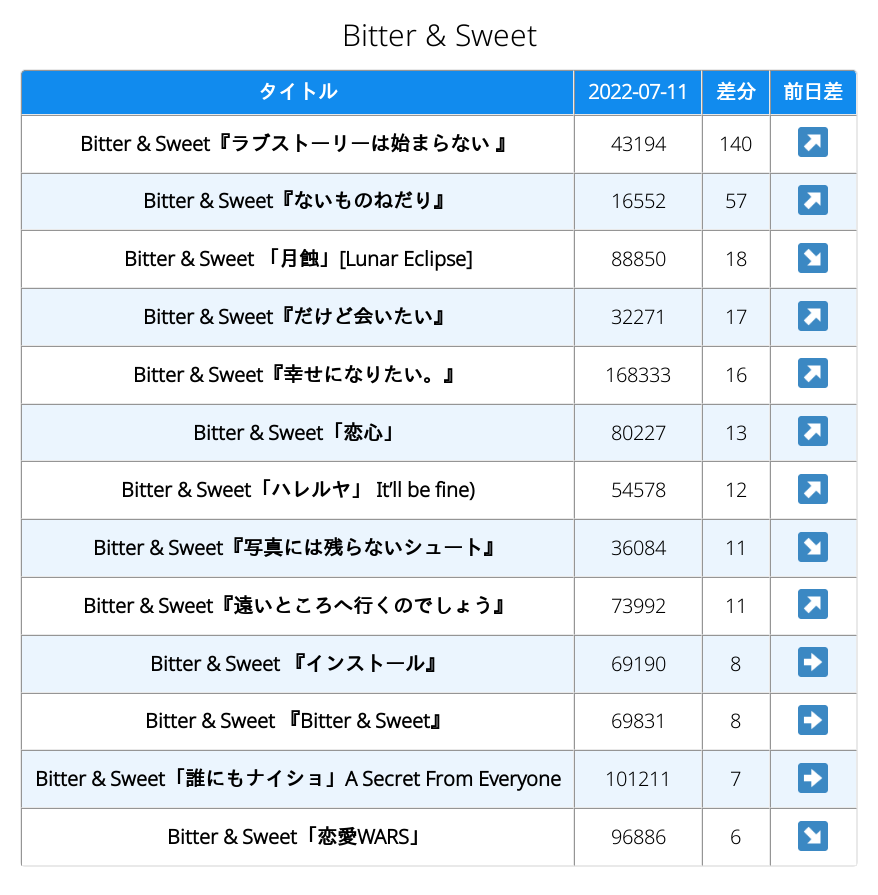 Bitter & Sweet
タイトル 2022-07-11 差分 前日差
Bitter & Sweet『ラブストーリーは始まらない 』 43194 140 ↗
Bitter & Sweet『ないものねだり』 16552 57 ↗
Bitter & Sweet 「月蝕」[Lunar Eclipse] 88850 18 ↘
Bitter & Sweet『だけど会いたい』 32271 17 ↗
Bitter & Sweet『幸せになりたい。』 168333 16 ↗
Bitter & Sweet「恋心」 80227 13 ↗
Bitter & Sweet「ハレルヤ」 It'll be fine) 54578 12 ↗
Bitter & Sweet『写真には残らないシュート』 36084 11 ↘
Bitter & Sweet『遠いところへ行くのでしょう』 73992 11 ↗
Bitter & Sweet 『インストール』 69190 8 ➡
Bitter & Sweet 『Bitter & Sweet』 69831 8 ➡
Bitter & Sweet「誰にもナイショ」A Secret From Everyone 101211 7 ➡
Bitter & Sweet「恋愛WARS」 96886 6 ↘